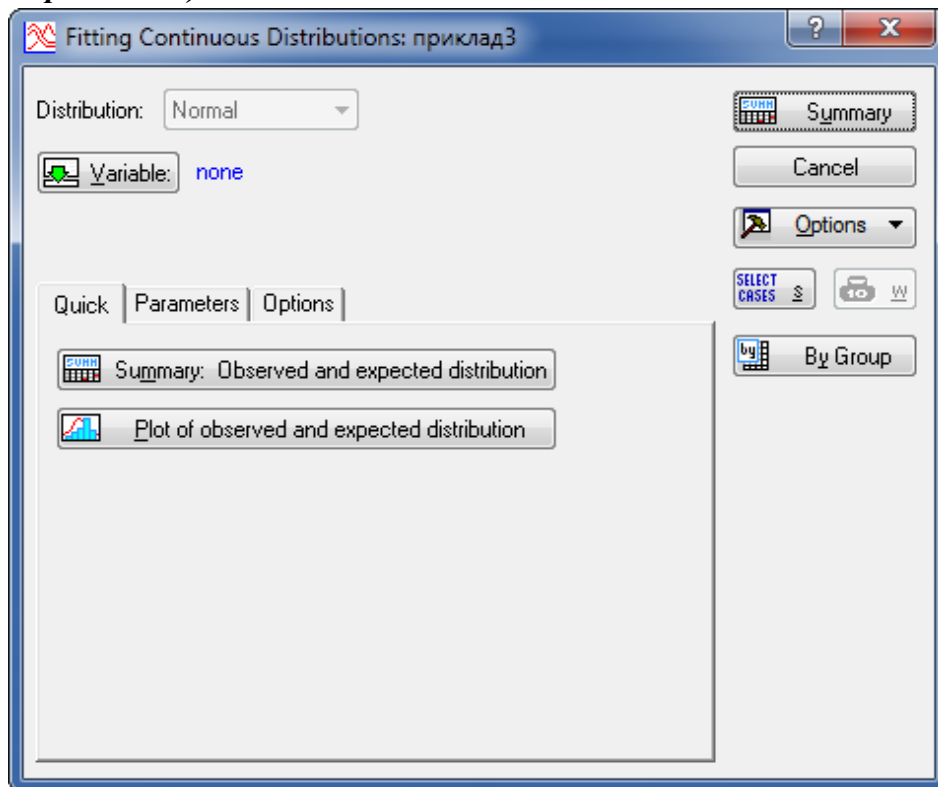 Fitting Continuous Distributions: приклад3
? X
Distribution: Normal
Summary
Variable: none
Cancel
Options
SELECT CASES S
10 W
By Group
Quick Parameters Options
Summary: Observed and expected distribution
Plot of observed and expected distribution